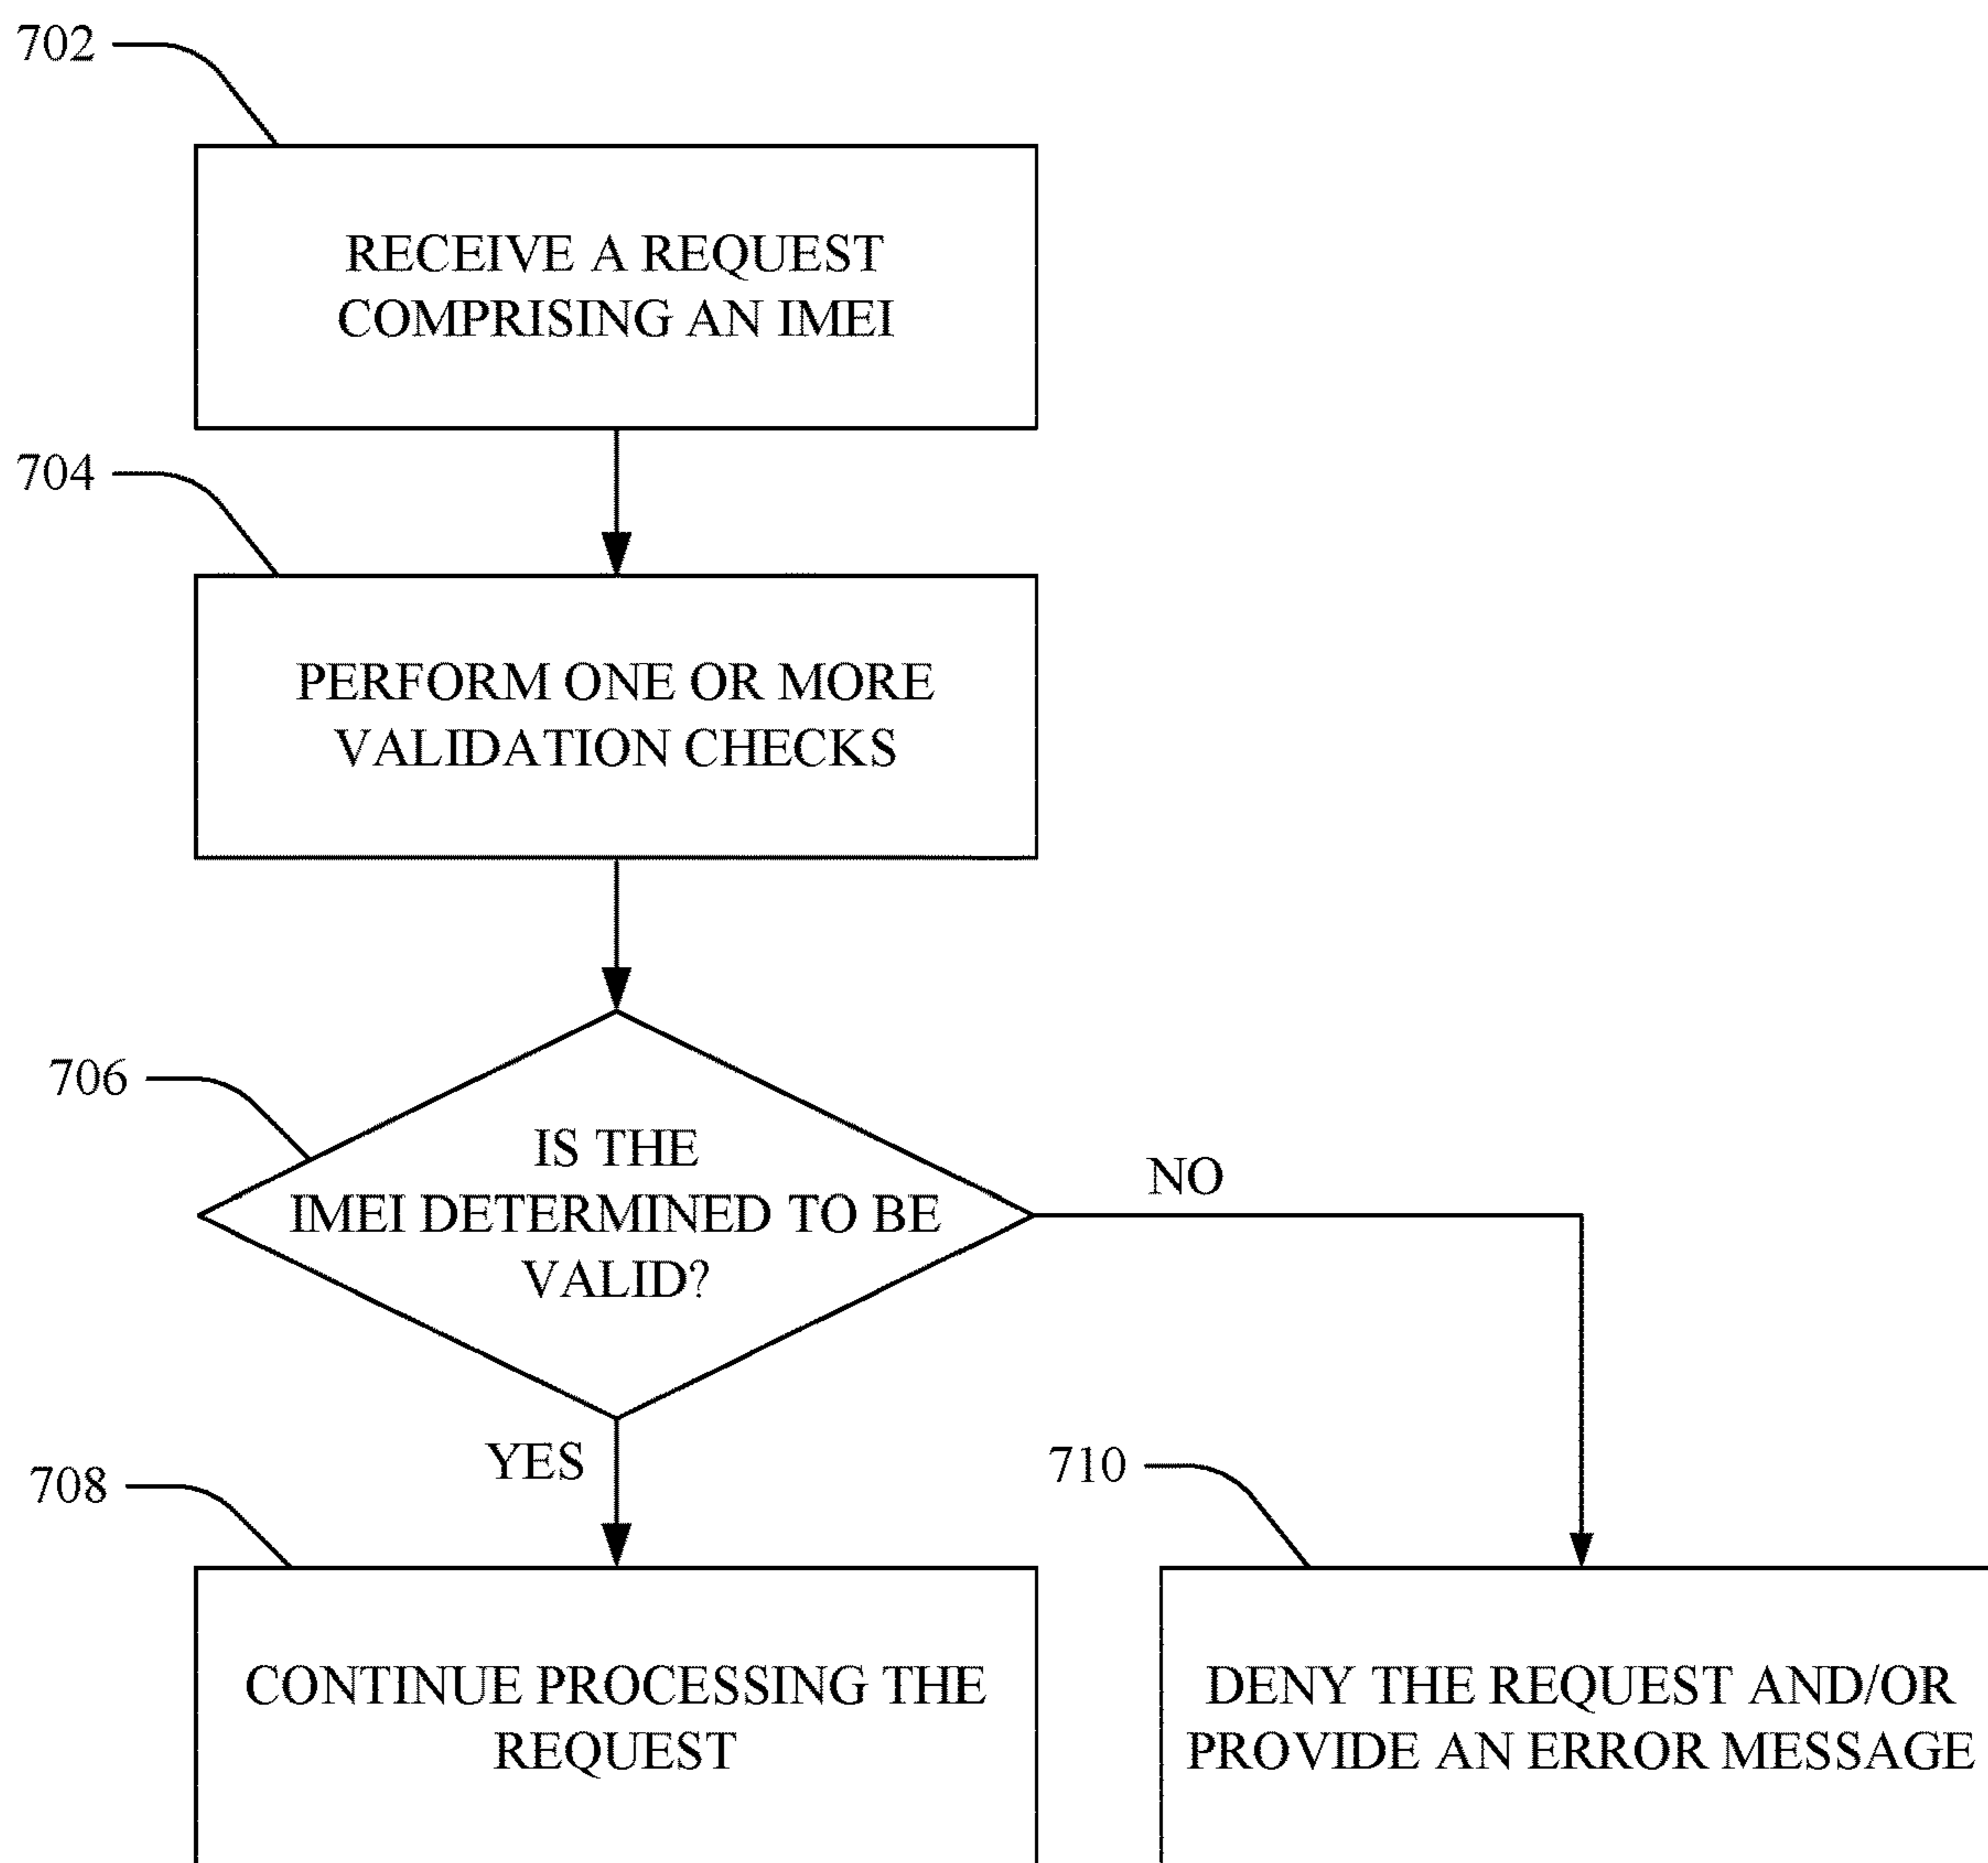 702
RECEIVE A REQUEST
COMPRISING AN IMEI
704
PERFORM ONE OR MORE
VALIDATION CHECKS
706
IS THE
IMEI DETERMINED TO BE
VALID?
NO
YES
708
CONTINUE PROCESSING THE
REQUEST
710
DENY THE REQUEST AND/OR
PROVIDE AN ERROR MESSAGE